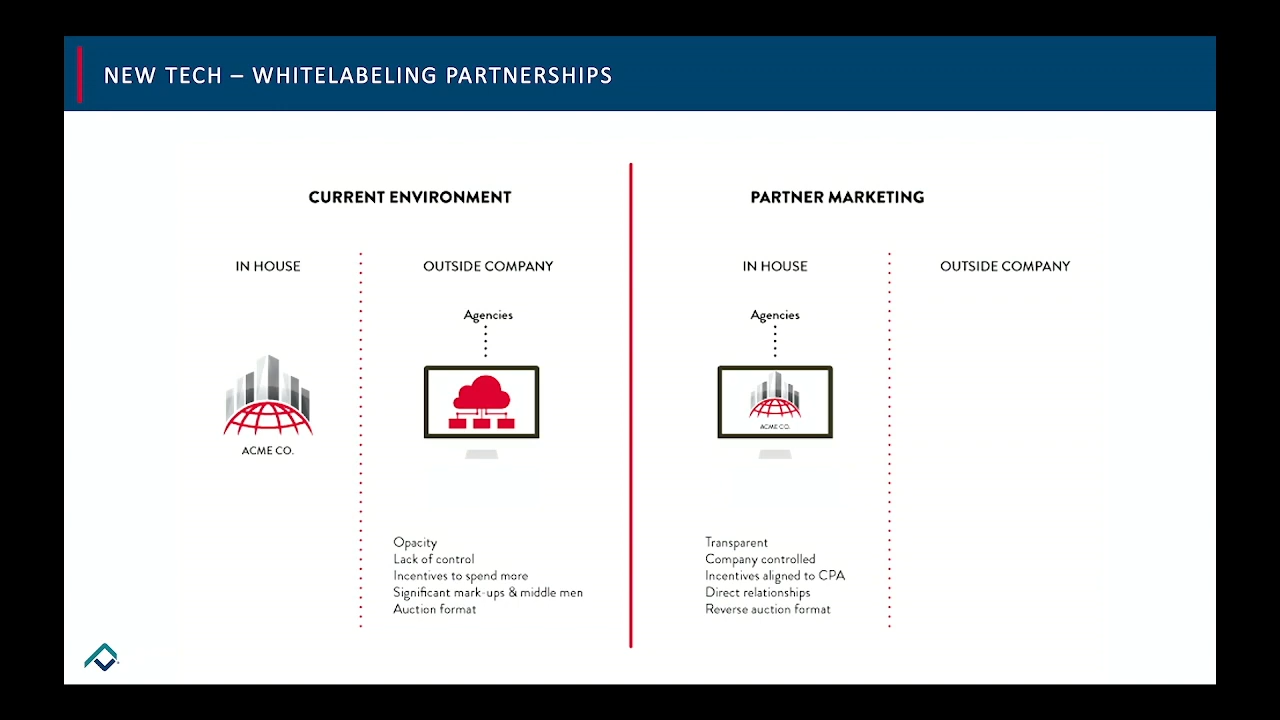 NEW TECH – WHITELABELING PARTNERSHIPS
CURRENT ENVIRONMENT
IN HOUSE
OUTSIDE COMPANY
Agencies
ACME CO.
Opacity
Lack of control
Incentives to spend more
Significant mark-ups & middle men
Auction format
PARTNER MARKETING
IN HOUSE
OUTSIDE COMPANY
Agencies
ACME CO.
Transparent
Company controlled
Incentives aligned to CPA
Direct relationships
Reverse auction format